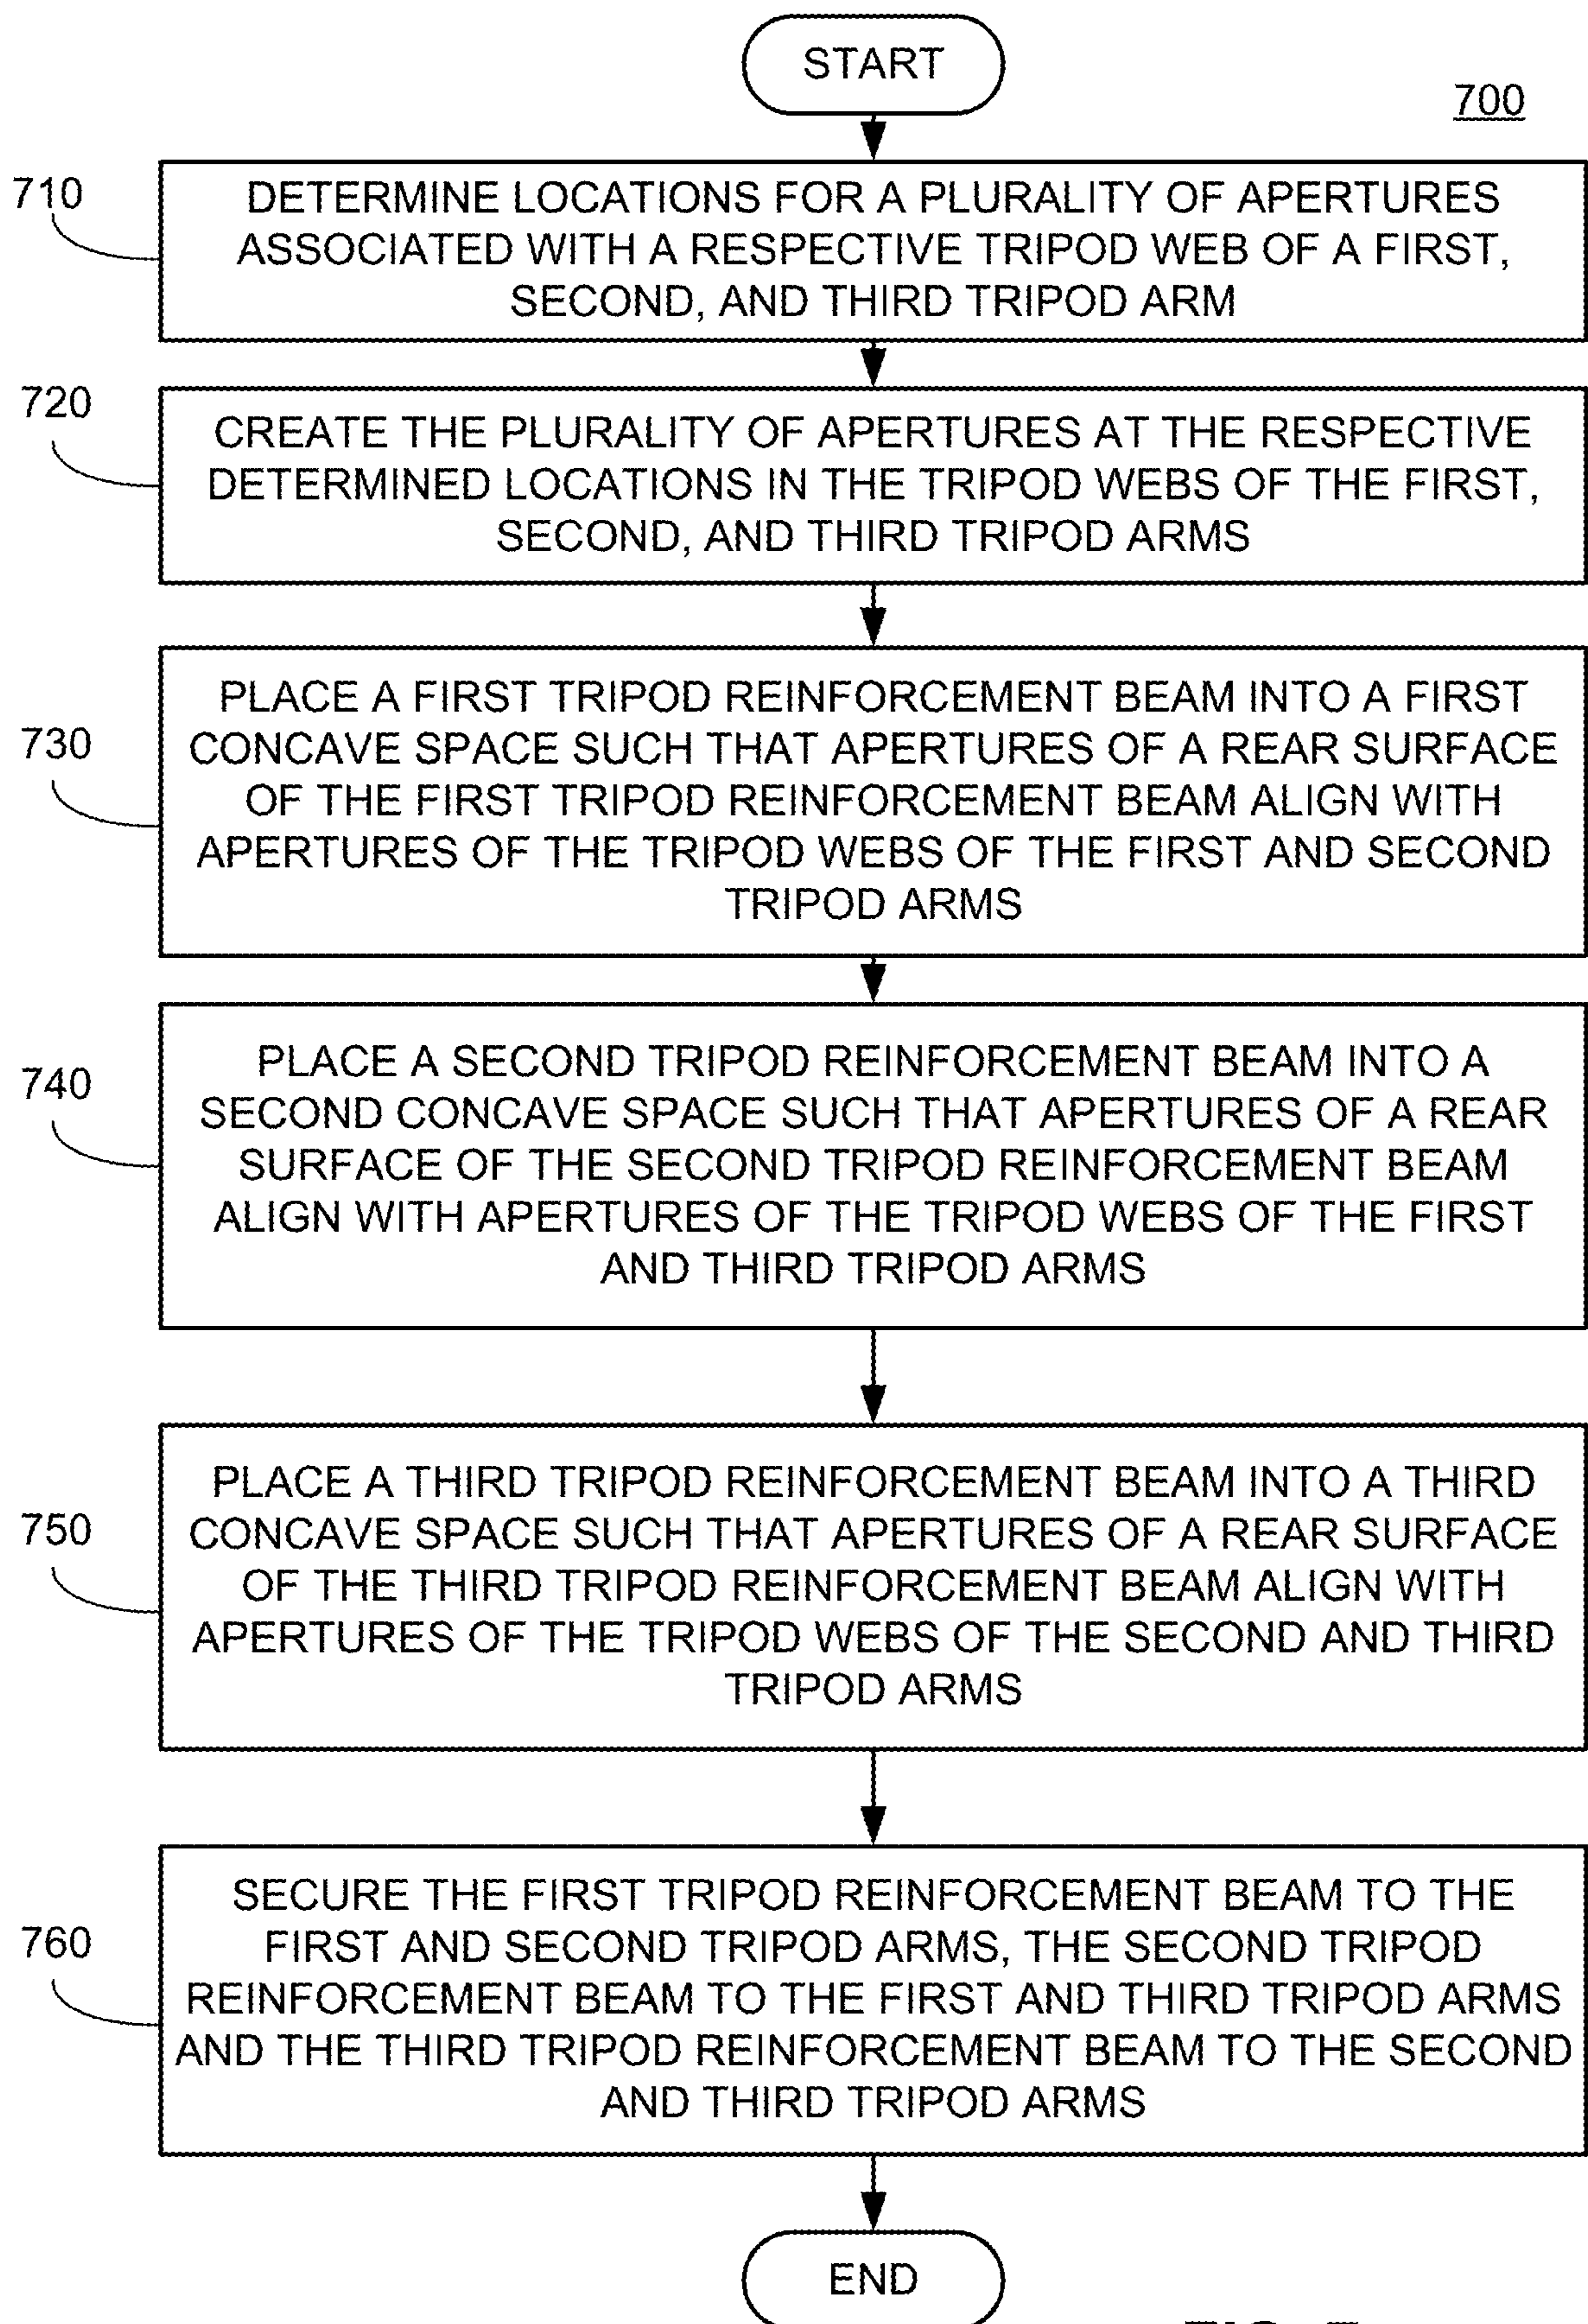 START
700
710
DETERMINE LOCATIONS FOR A PLURALITY OF APERTURES
ASSOCIATED WITH A RESPECTIVE TRIPOD WEB OF A FIRST,
SECOND, AND THIRD TRIPOD ARM
720
CREATE THE PLURALITY OF APERTURES AT THE RESPECTIVE
DETERMINED LOCATIONS IN THE TRIPOD WEBS OF THE FIRST,
SECOND, AND THIRD TRIPOD ARMS
730
PLACE A FIRST TRIPOD REINFORCEMENT BEAM INTO A FIRST
CONCAVE SPACE SUCH THAT APERTURES OF A REAR SURFACE
OF THE FIRST TRIPOD REINFORCEMENT BEAM ALIGN WITH
APERTURES OF THE TRIPOD WEBS OF THE FIRST AND SECOND
TRIPOD ARMS
740
PLACE A SECOND TRIPOD REINFORCEMENT BEAM INTO A
SECOND CONCAVE SPACE SUCH THAT APERTURES OF A REAR
SURFACE OF THE SECOND TRIPOD REINFORCEMENT BEAM
ALIGN WITH APERTURES OF THE TRIPOD WEBS OF THE FIRST
AND THIRD TRIPOD ARMS
750
PLACE A THIRD TRIPOD REINFORCEMENT BEAM INTO A THIRD
CONCAVE SPACE SUCH THAT APERTURES OF A REAR SURFACE
OF THE THIRD TRIPOD REINFORCEMENT BEAM ALIGN WITH
APERTURES OF THE TRIPOD WEBS OF THE SECOND AND THIRD
TRIPOD ARMS
760
SECURE THE FIRST TRIPOD REINFORCEMENT BEAM TO THE
FIRST AND SECOND TRIPOD ARMS, THE SECOND TRIPOD
REINFORCEMENT BEAM TO THE FIRST AND THIRD TRIPOD ARMS
AND THE THIRD TRIPOD REINFORCEMENT BEAM TO THE SECOND
AND THIRD TRIPOD ARMS
END